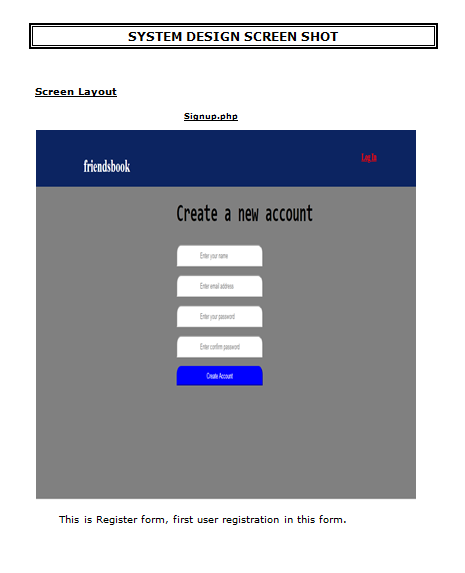 SYSTEM DESIGN SCREEN SHOT
Screen Layout
Signup.php
friendsbook
Log In
Create a new account
Enter your name
Enter email address
Enter your password
Enter confirm password
Create Account
This is Register form, first user registration in this form.